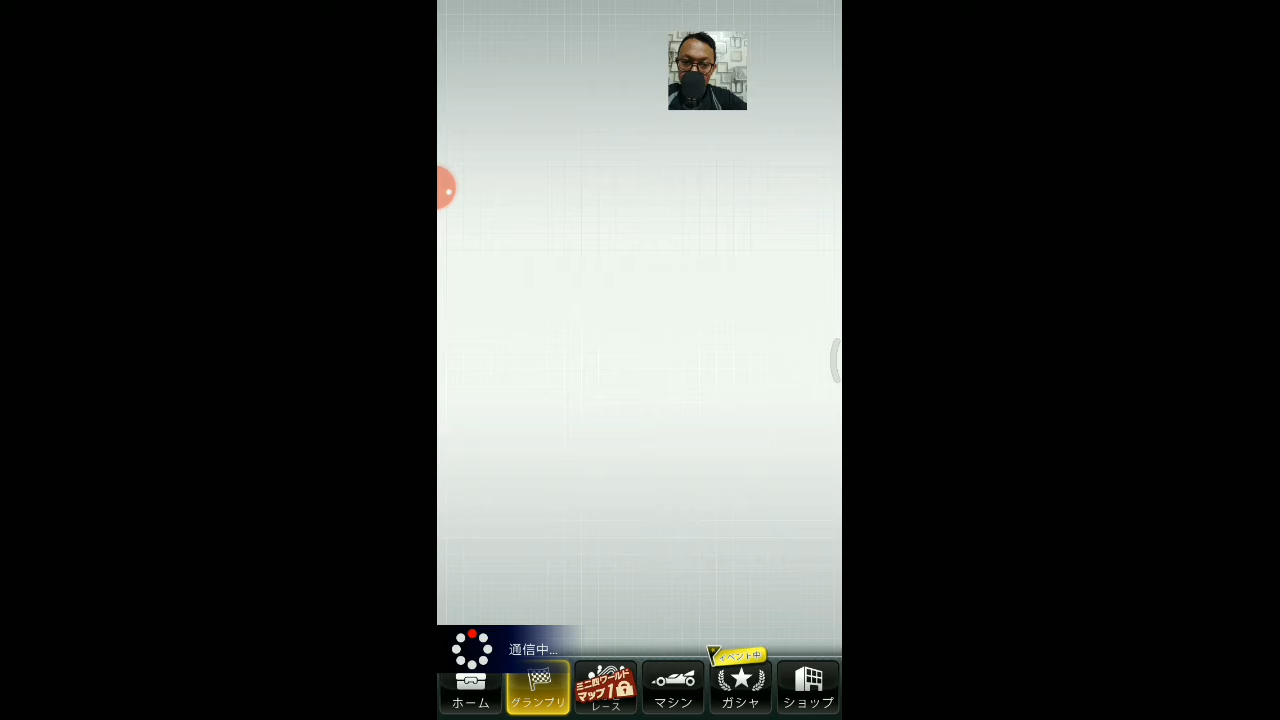 通信中...
イベント中
ホーム
グランプリ
ミニ四ワールド
マップ1
レース
マシン
ガシャ
ショップ